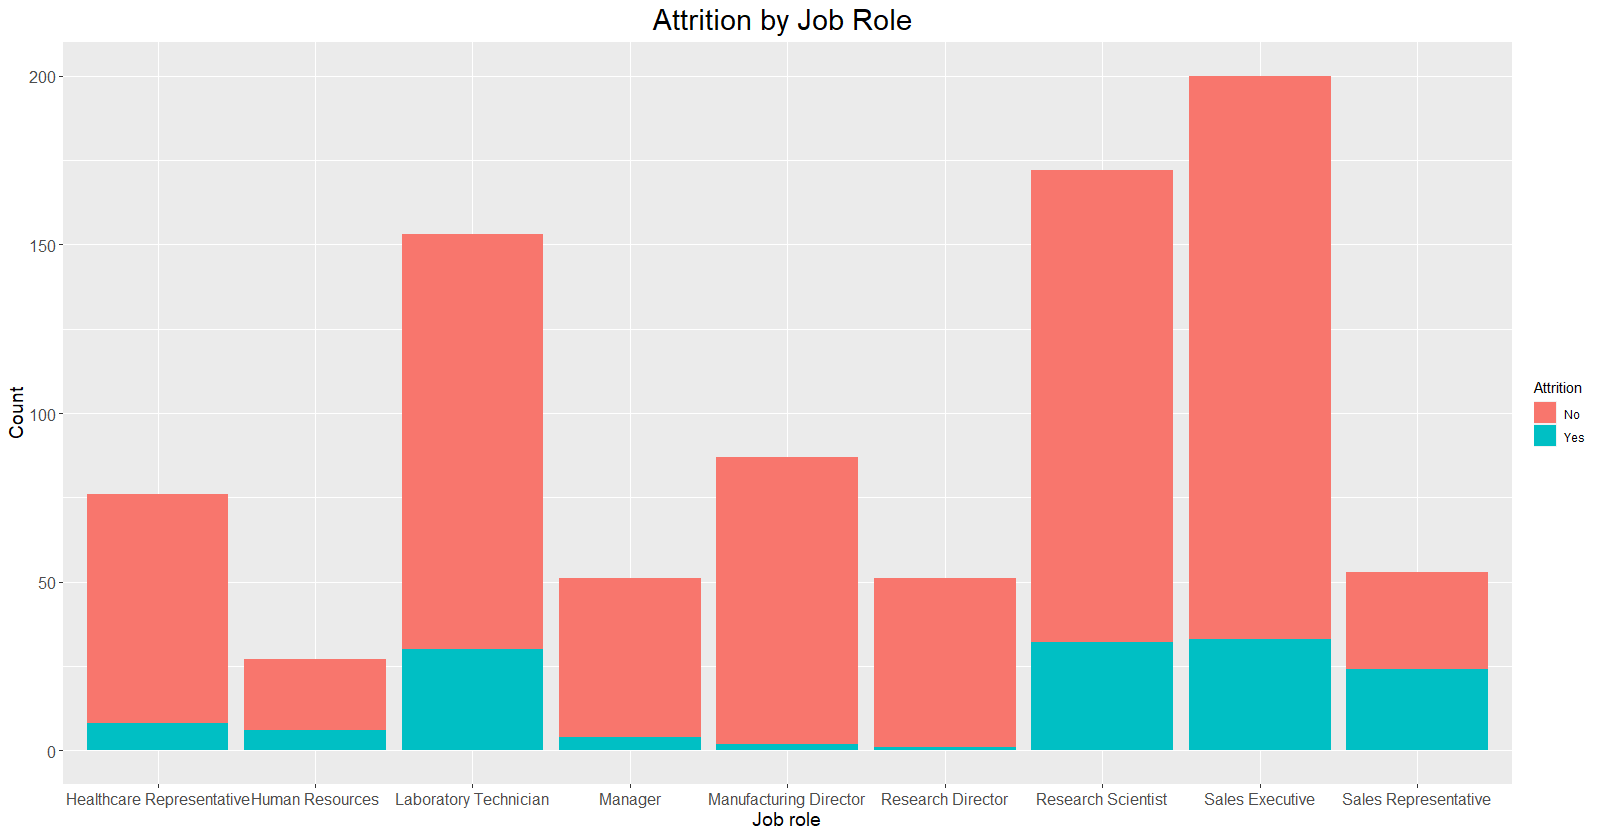 Attrition by Job Role
200
150
100
50
0
Count
Healthcare Representative Human Resources Laboratory Technician Manager Manufacturing Director Research Director Research Scientist Sales Executive Sales Representative
Job role
Attrition
No
Yes